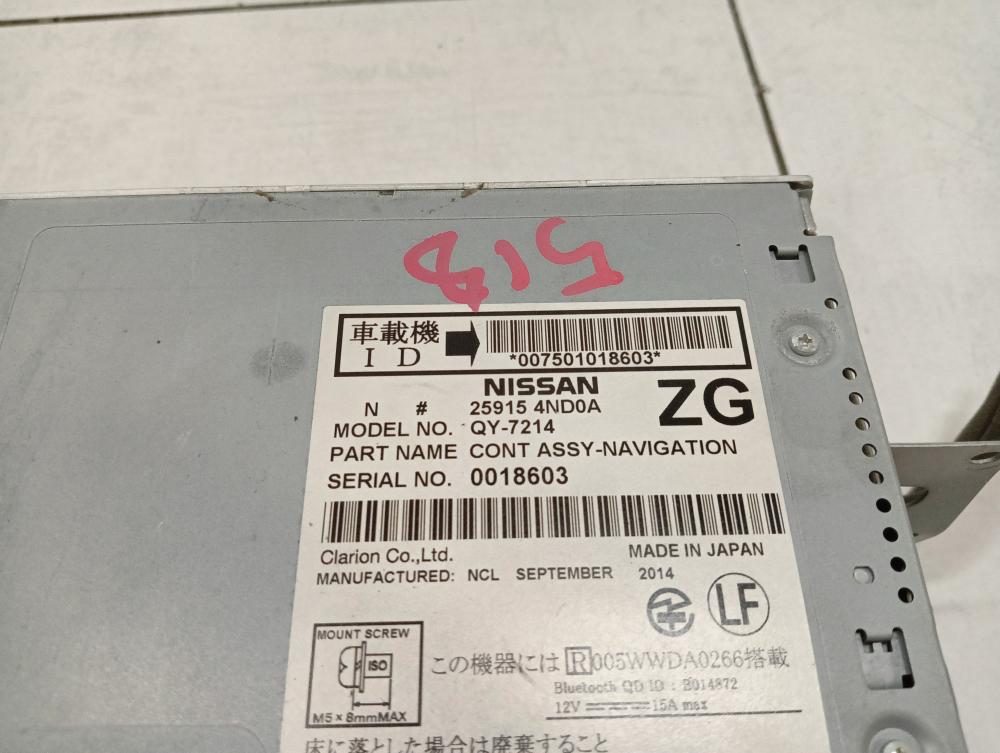 車載機
I D
*007501018603*
NISSAN
N # 25915 4ND0A
ZG
MODEL NO. QY-7214
PART NAME CONT ASSY-NAVIGATION
SERIAL NO. 0018603
Clarion Co.,Ltd. MADE IN JAPAN
MANUFACTURED: NCL SEPTEMBER 2014
LF
MOUNT SCREW
ISO
M5×8mmMAX
この機器には R005WWDA0266搭載
Bluetooth QD ID : B014872
12V 15A max
床に落とした場合は廃棄すること